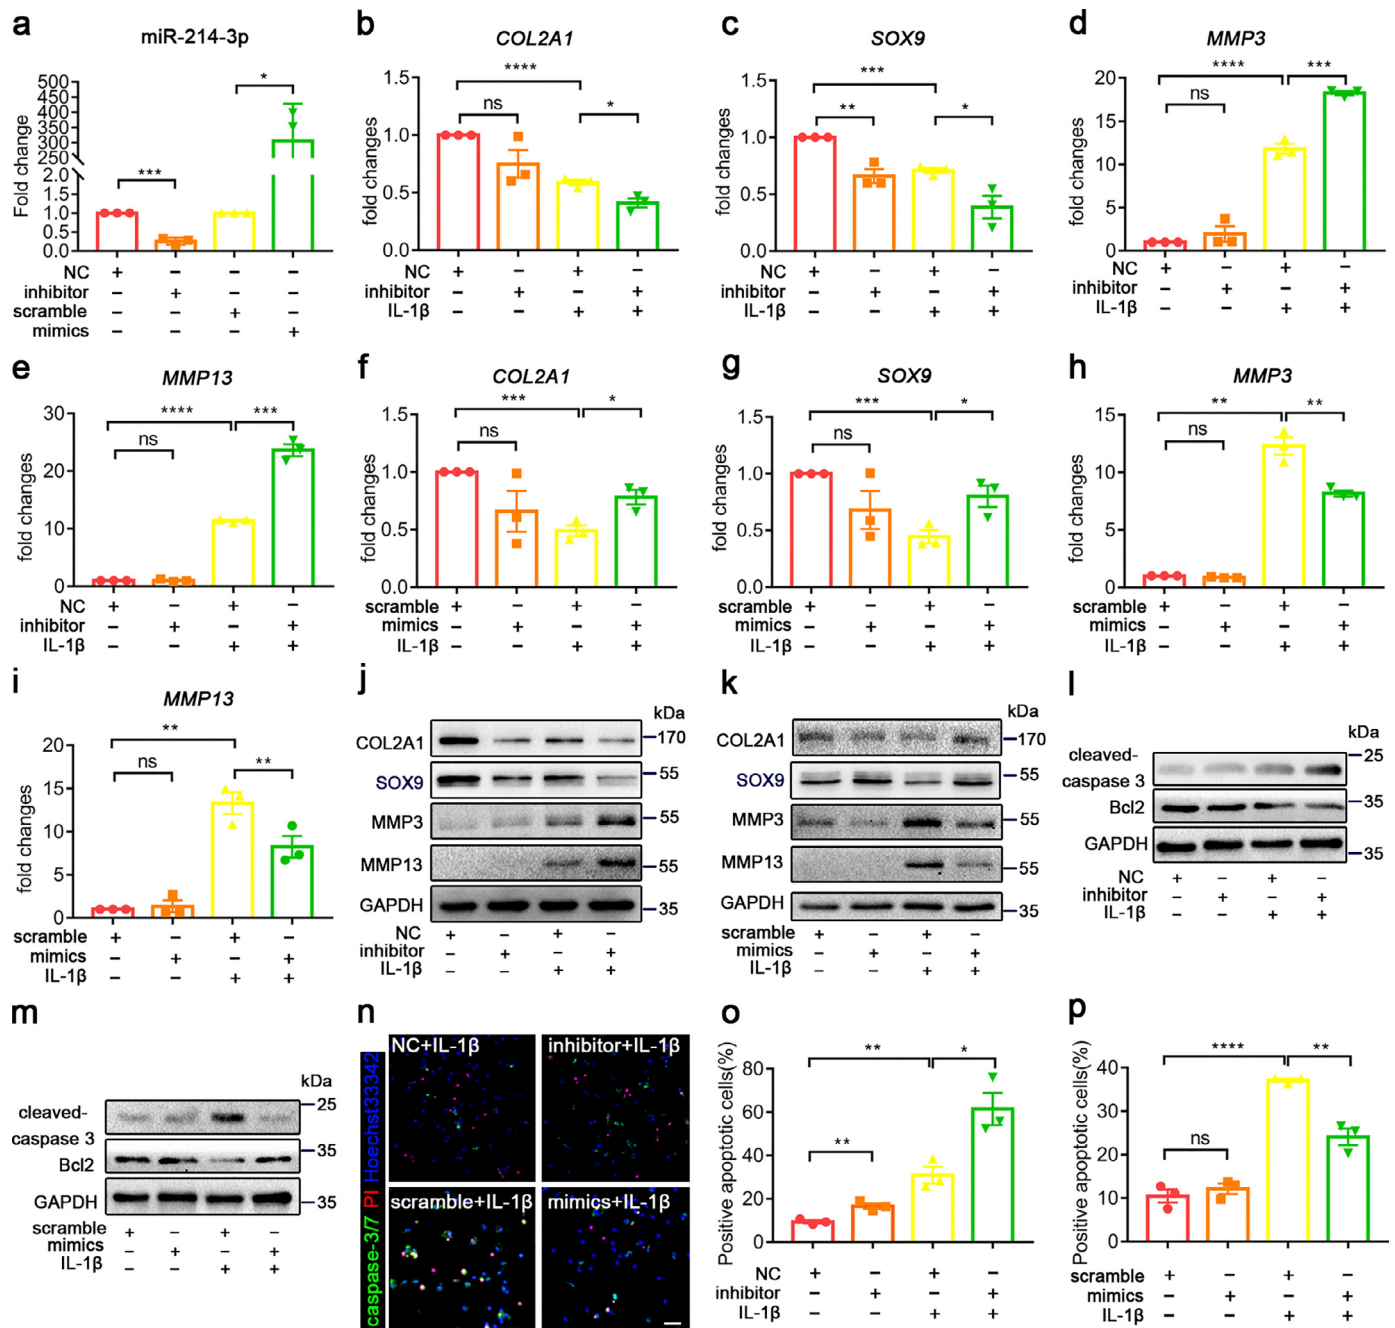 a
miR-214-3p
Fold change
500
450
400
350
300
250
2.0
1.5
1.0
0.5
0.0
***
*
NC + – – –
inhibitor – + – –
scramble – – + –
mimics – – – +
b
COL2A1
fold changes
1.5
1.0
0.5
0.0
****
ns
*
NC + – + –
inhibitor – + – +
IL-1β – – + +
c
SOX9
fold changes
1.5
1.0
0.5
0.0
***
**
*
NC + – + –
inhibitor – + – +
IL-1β – – + +
d
MMP3
fold changes
20
15
10
5
0
****
***
ns
NC + – + –
inhibitor – + – +
IL-1β – – + +
e
MMP13
fold changes
30
20
10
0
****
***
ns
NC + – + –
inhibitor – + – +
IL-1β – – + +
f
COL2A1
fold changes
1.5
1.0
0.5
0.0
***
*
ns
scramble + – + –
mimics – + – +
IL-1β – – + +
g
SOX9
fold changes
1.5
1.0
0.5
0.0
***
*
ns
scramble + – + –
mimics – + – +
IL-1β – – + +
h
MMP3
fold changes
15
10
5
0
**
**
ns
scramble + – + –
mimics – + – +
IL-1β – – + +
i
MMP13
fold changes
20
15
10
5
0
**
**
ns
scramble + – + –
mimics – + – +
IL-1β – – + +
j
kDa
COL2A1 170
SOX9 55
MMP3 55
MMP13 55
GAPDH 35
NC + – + –
inhibitor – + – +
IL-1β – – + +
k
kDa
COL2A1 170
SOX9 55
MMP3 55
MMP13 55
GAPDH 35
scramble + – + –
mimics – + – +
IL-1β – – + +
l
kDa
cleaved- 25
caspase 3
Bcl2 35
GAPDH 35
NC + – + –
inhibitor – + – +
IL-1β – – + +
m
kDa
cleaved- 25
caspase 3
Bcl2 35
GAPDH 35
scramble + – + –
mimics – + – +
IL-1β – – + +
n
caspase-3/7 PI Hoechst33342
NC+IL-1β
inhibitor+IL-1β
scramble+IL-1β
mimics+IL-1β
o
Positive apoptotic cells(%)
80
60
40
20
0
**
*
**
NC + – + –
inhibitor – + – +
IL-1β – – + +
p
Positive apoptotic cells(%)
40
30
20
10
0
****
**
ns
scramble + – + –
mimics – + – +
IL-1β – – + +